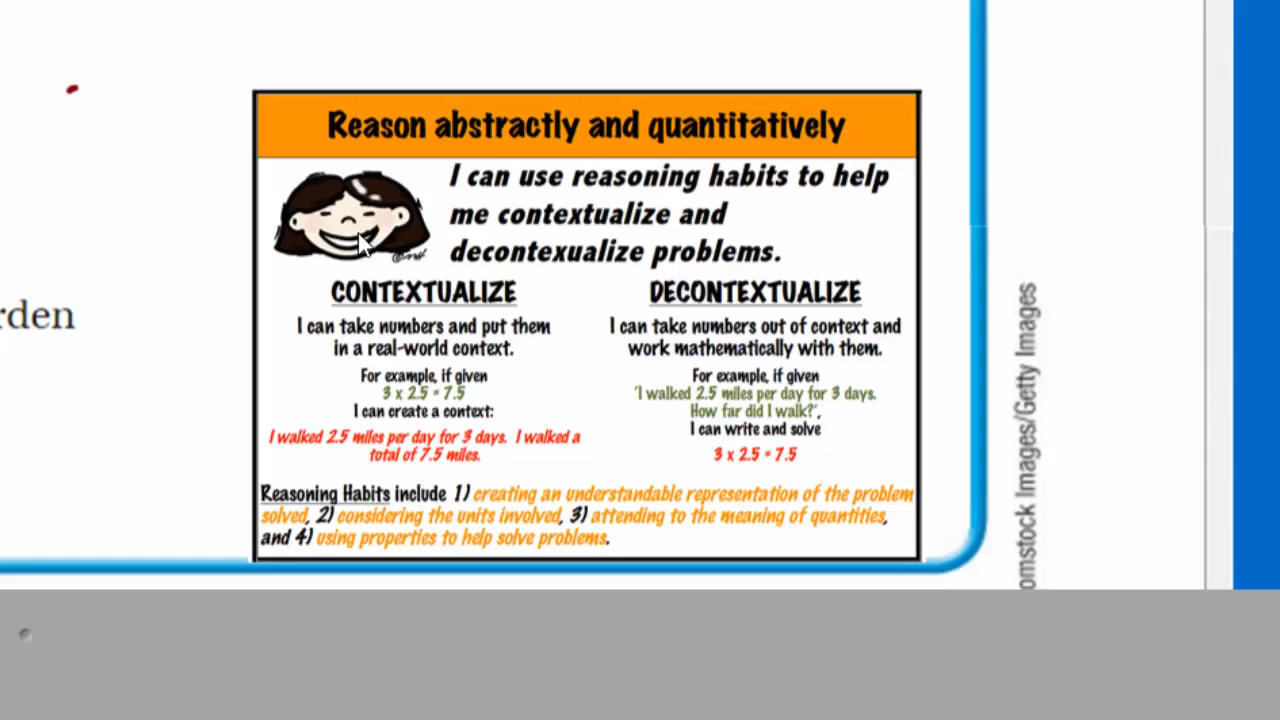 Reason abstractly and quantitatively
I can use reasoning habits to help
me contextualize and
decontexualize problems.
CONTEXTUALIZE
I can take numbers and put them
in a real-world context.
For example, if given
3 x 2.5 = 7.5
I can create a context:
I walked 2.5 miles per day for 3 days. I walked a
total of 7.5 miles.
DECONTEXTUALIZE
I can take numbers out of context and
work mathematically with them.
For example, if given
'I walked 2.5 miles per day for 3 days.
How far did I walk?',
I can write and solve
3 x 2.5 = 7.5
Reasoning Habits include 1) creating an understandable representation of the problem
solved, 2) considering the units involved, 3) attending to the meaning of quantities,
and 4) using properties to help solve problems.
rden
omstock Images/Getty Images